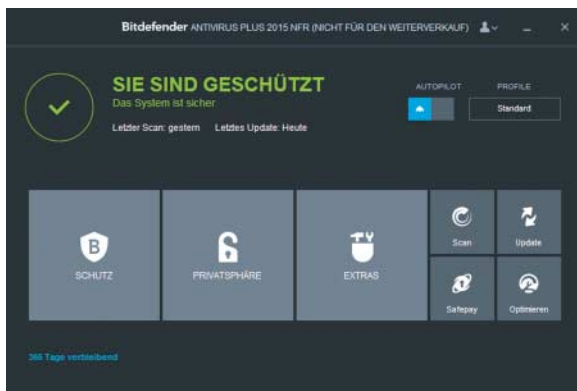 Bitdefender ANTIVIRUS PLUS 2015 NFR (NICHT FÜR DEN WEITERVERKAUF)
SIE SIND GESCHÜTZT
Das System ist sicher
Letzter Scan: gestern Letztes Update: Heute
AUTOPILOT PROFILE
Standard
B
SCHUTZ PRIVATSPHÄRE EXTRAS
Scan Update
Safepay Optimieren
366 Tage verbleibend